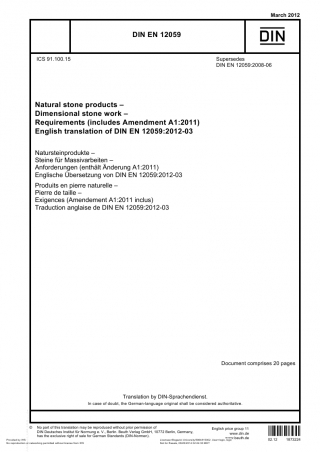 March 2012
DIN EN 12059
DIN
ICS 91.100.15
Supersedes
DIN EN 12059:2008-06
Natural stone products –
Dimensional stone work –
Requirements (includes Amendment A1:2011)
English translation of DIN EN 12059:2012-03
Natursteinprodukte –
Steine für Massivarbeiten –
Anforderungen (enthält Änderung A1:2011)
Englische Übersetzung von DIN EN 12059:2012-03
Produits en pierre naturelle –
Pierre de taille –
Exigences (Amendement A1:2011 inclus)
Traduction anglaise de DIN EN 12059:2012-03
Document comprises 20 pages
Translation by DIN-Sprachendienst.
In case of doubt, the German-language original shall be considered authoritative.
© No part of this translation may be reproduced without prior permission of
DIN Deutsches Institut für Normung e. V., Berlin. Beuth Verlag GmbH, 10772 Berlin, Germany,
has the exclusive right of sale for German Standards (DIN-Normen).
English price group 11
www.din.de
www.beuth.de
02.12